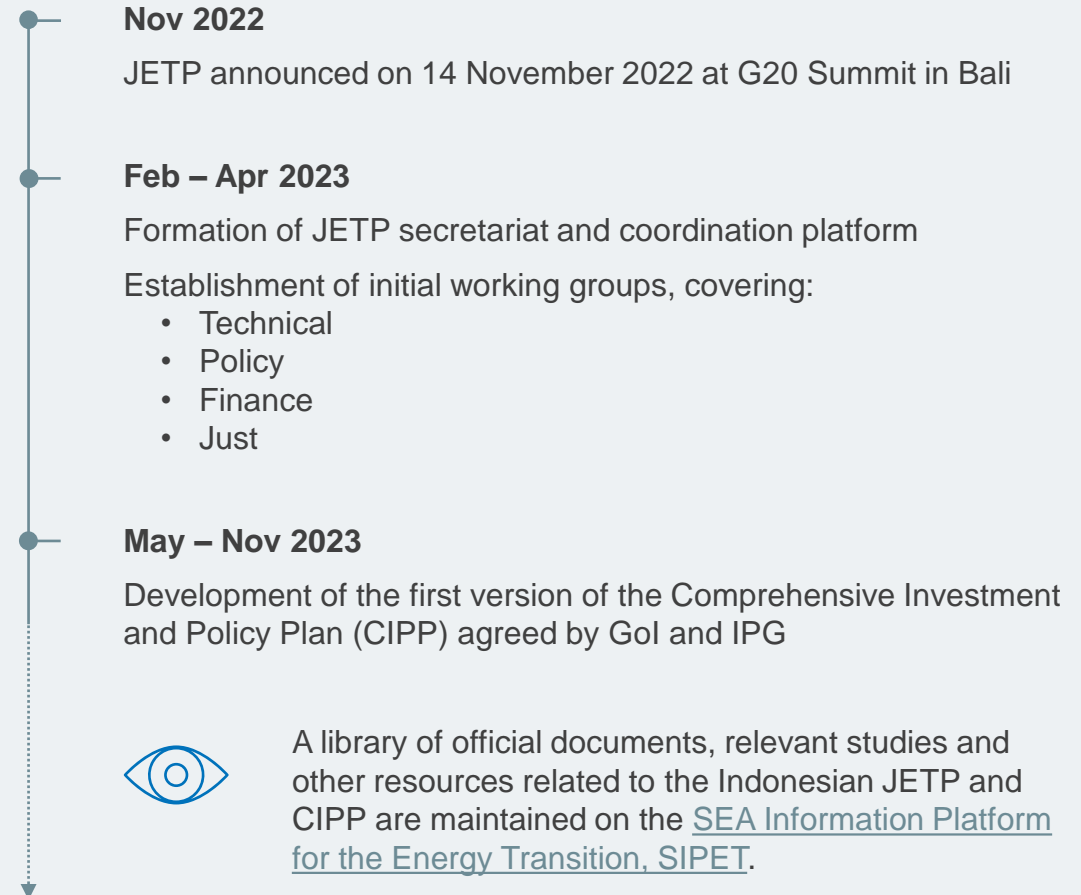 Nov 2022
JETP announced on 14 November 2022 at G20 Summit in Bali
Feb – Apr 2023
Formation of JETP secretariat and coordination platform
Establishment of initial working groups, covering:
• Technical
• Policy
• Finance
• Just
May – Nov 2023
Development of the first version of the Comprehensive Investment
and Policy Plan (CIPP) agreed by GoI and IPG
A library of official documents, relevant studies and
other resources related to the Indonesian JETP and
CIPP are maintained on the SEA Information Platform
for the Energy Transition, SIPET.